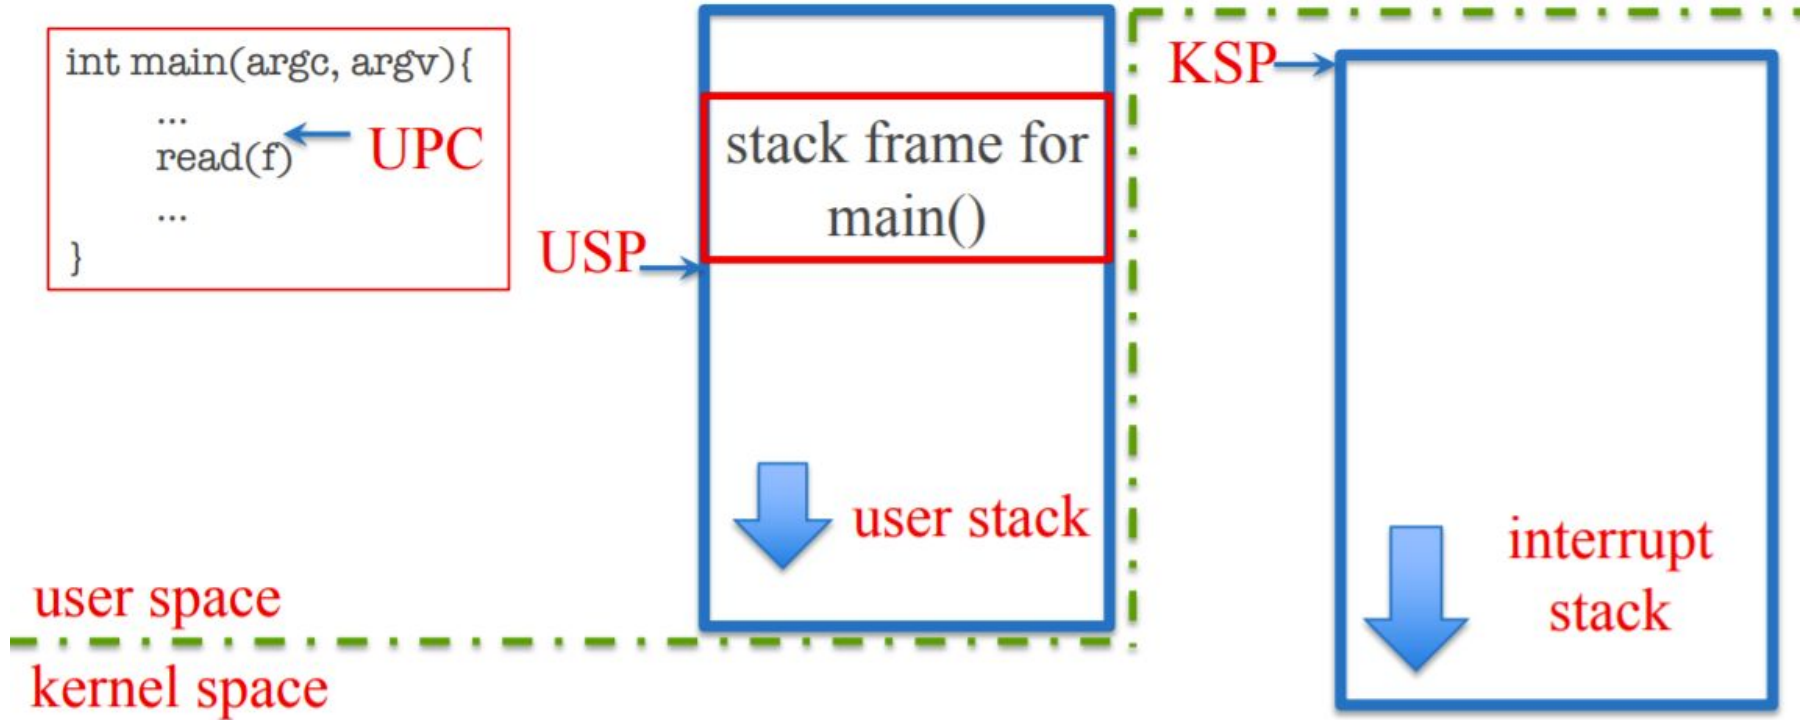 int main(argc, argv){
...
read(f)
...
}
UPC
USP
stack frame for
main()
user stack
KSP
interrupt
stack
user space
kernel space